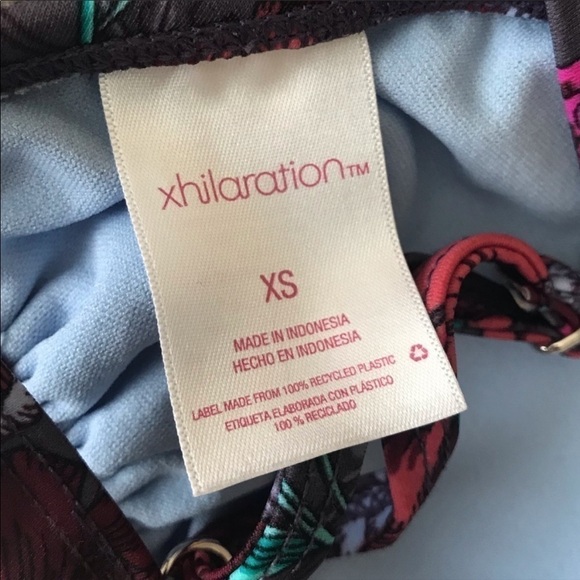 xhilaration™
XS
MADE IN INDONESIA
HECHO EN INDONESIA
LABEL MADE FROM 100% RECYCLED PLASTIC
ETIQUETA ELABORADA CON PLÁSTICO
100 % RECICLADO